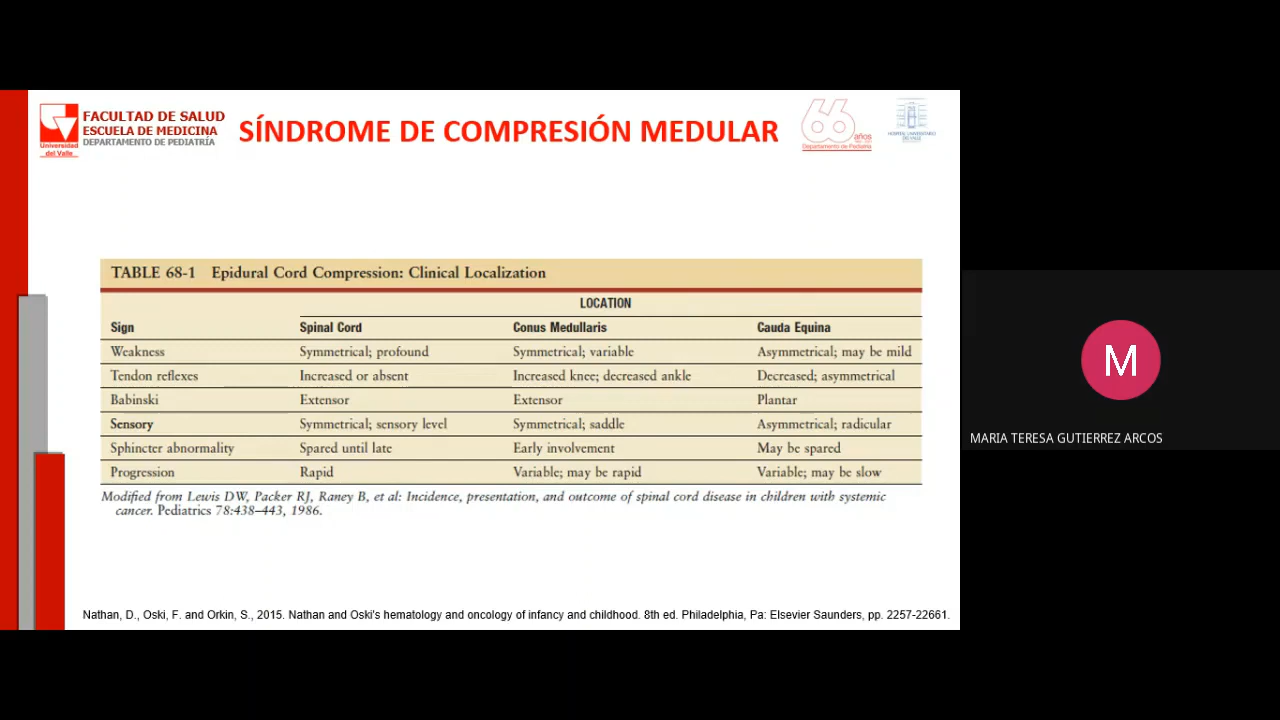 FACULTAD DE SALUD
ESCUELA DE MEDICINA
DEPARTAMENTO DE PEDIATRÍA
Universidad
del Valle
SÍNDROME DE COMPRESIÓN MEDULAR
66
años
Departamento de Pediatría
HOSPITAL UNIVERSITARIO
DEL VALLE
TABLE 68-1 Epidural Cord Compression: Clinical Localization
LOCATION
Sign Spinal Cord Conus Medullaris Cauda Equina
Weakness Symmetrical; profound Symmetrical; variable Asymmetrical; may be mild
Tendon reflexes Increased or absent Increased knee; decreased ankle Decreased; asymmetrical
Babinski Extensor Extensor Plantar
Sensory Symmetrical; sensory level Symmetrical; saddle Asymmetrical; radicular
Sphincter abnormality Spared until late Early involvement May be spared
Progression Rapid Variable; may be rapid Variable; may be slow
Modified from Lewis DW, Packer RJ, Raney B, et al: Incidence, presentation, and outcome of spinal cord disease in children with systemic
cancer. Pediatrics 78:438–443, 1986.
Nathan, D., Oski, F. and Orkin, S., 2015. Nathan and Oski's hematology and oncology of infancy and childhood. 8th ed. Philadelphia, Pa: Elsevier Saunders, pp. 2257-22661.
M
MARIA TERESA GUTIERREZ ARCOS